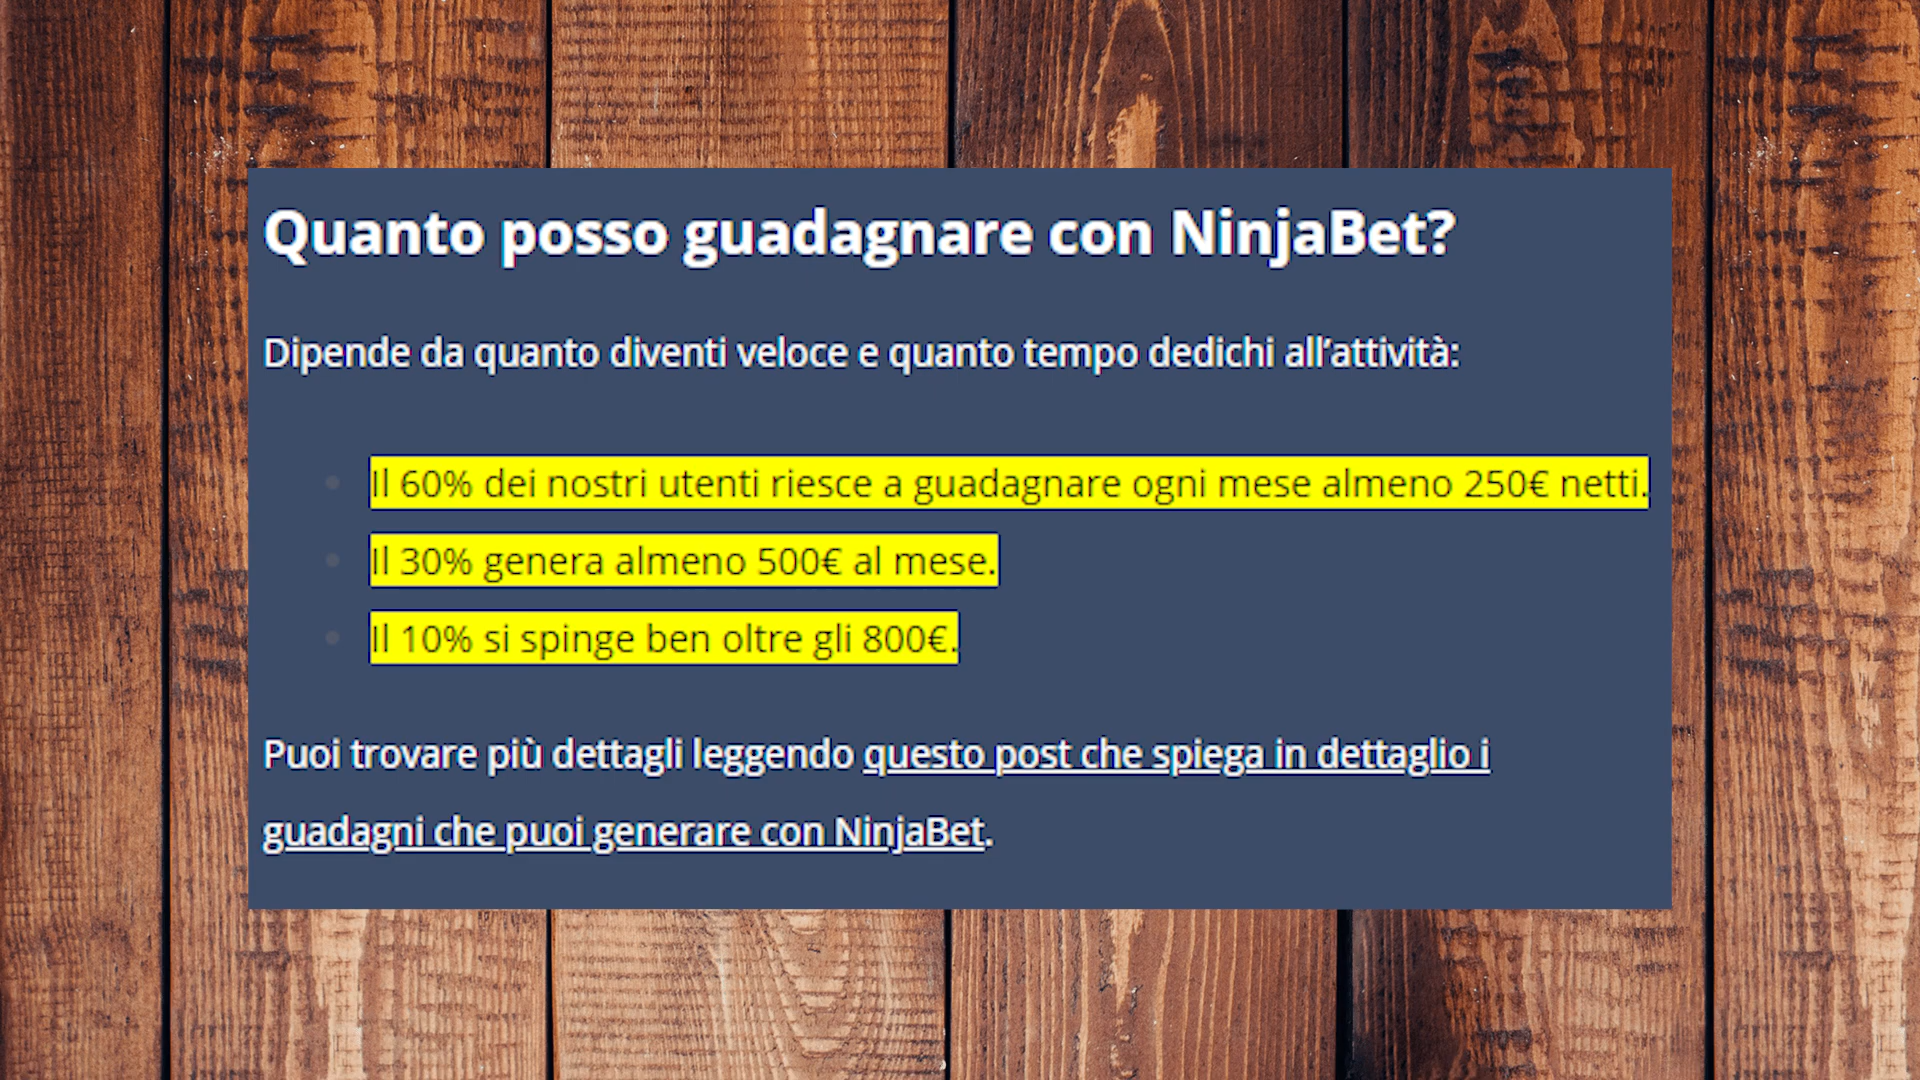 Quanto posso guadagnare con NinjaBet?
Dipende da quanto diventi veloce e quanto tempo dedichi all’attività:
Il 60% dei nostri utenti riesce a guadagnare ogni mese almeno 250€ netti.
Il 30% genera almeno 500€ al mese.
Il 10% si spinge ben oltre gli 800€.
Puoi trovare più dettagli leggendo questo post che spiega in dettaglio i
guadagni che puoi generare con NinjaBet.